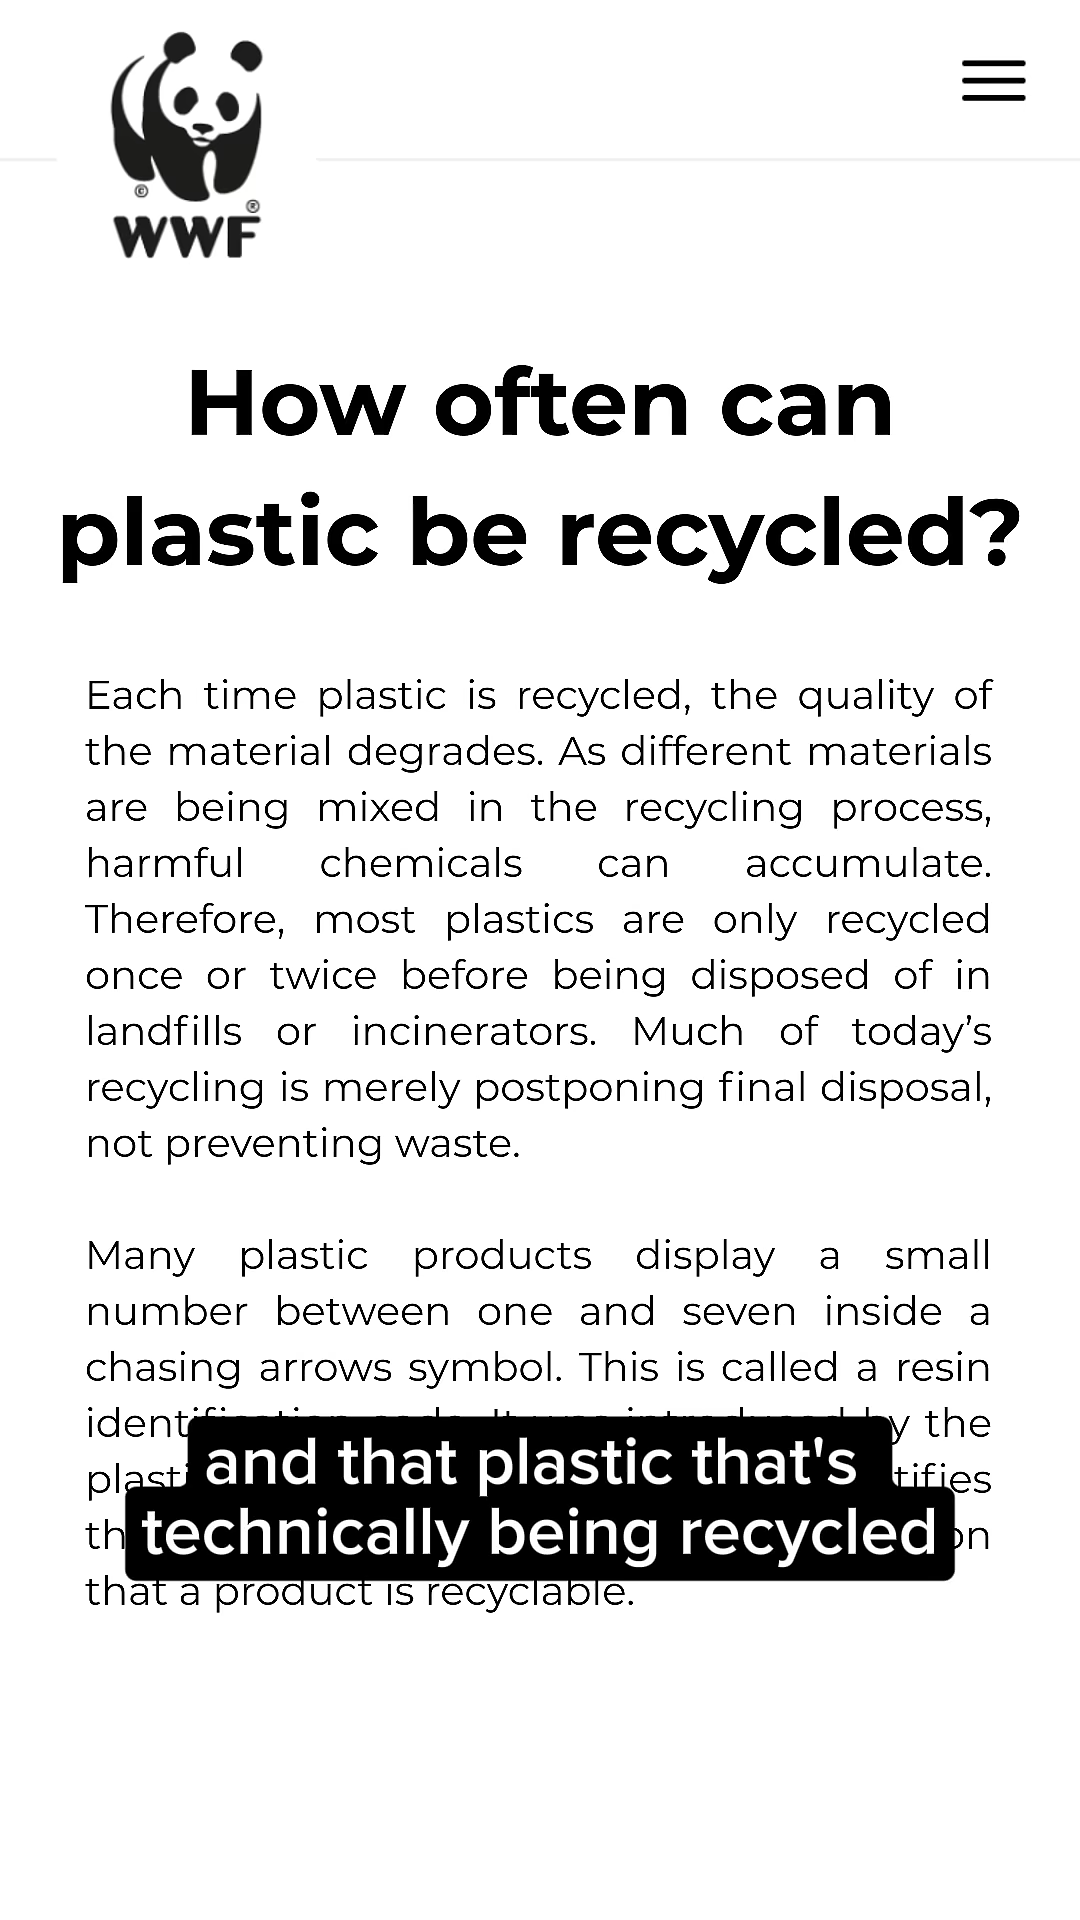 ©
®
WWF
How often can
plastic be recycled?
Each time plastic is recycled, the quality of
the material degrades. As different materials
are being mixed in the recycling process,
harmful chemicals can accumulate.
Therefore, most plastics are only recycled
once or twice before being disposed of in
landfills or incinerators. Much of today’s
recycling is merely postponing final disposal,
not preventing waste.
Many plastic products display a small
number between one and seven inside a
chasing arrows symbol. This is called a resin
the
and that plastic that's
technically being recycled
that a product is recyclable.